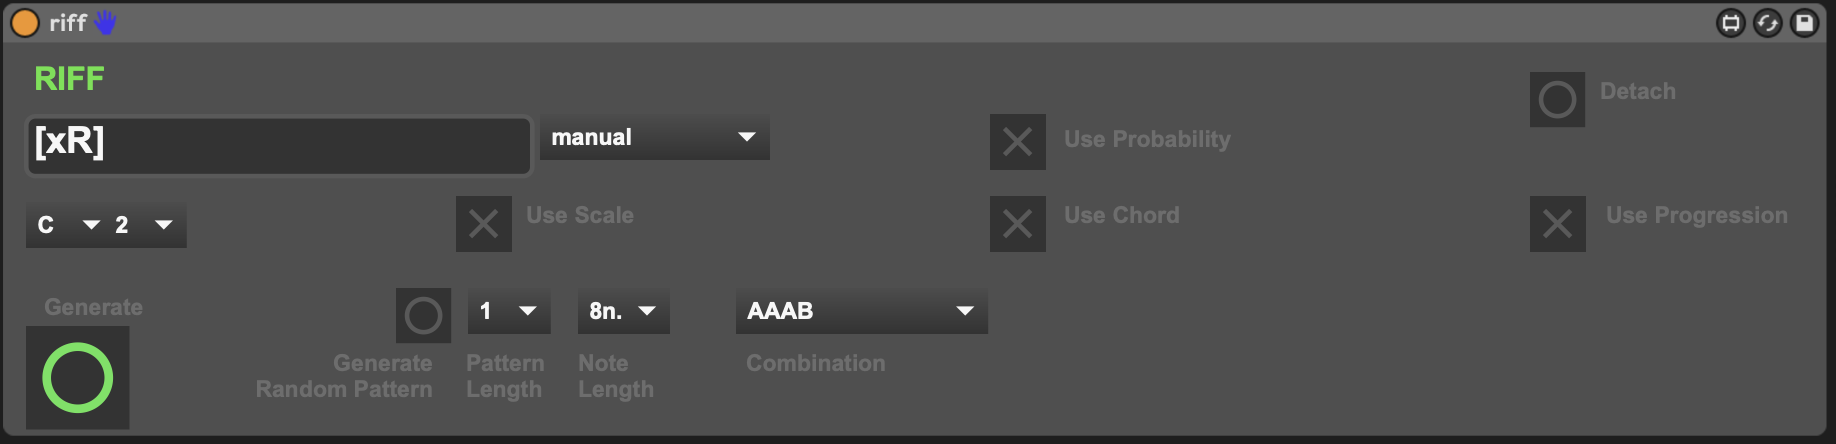 riff
RIFF
Detach
[xR]
manual
Use Probability
C 2
Use Scale
Use Chord
Use Progression
Generate
1
8n.
AAAB
Generate
Random Pattern
Pattern
Length
Note
Length
Combination